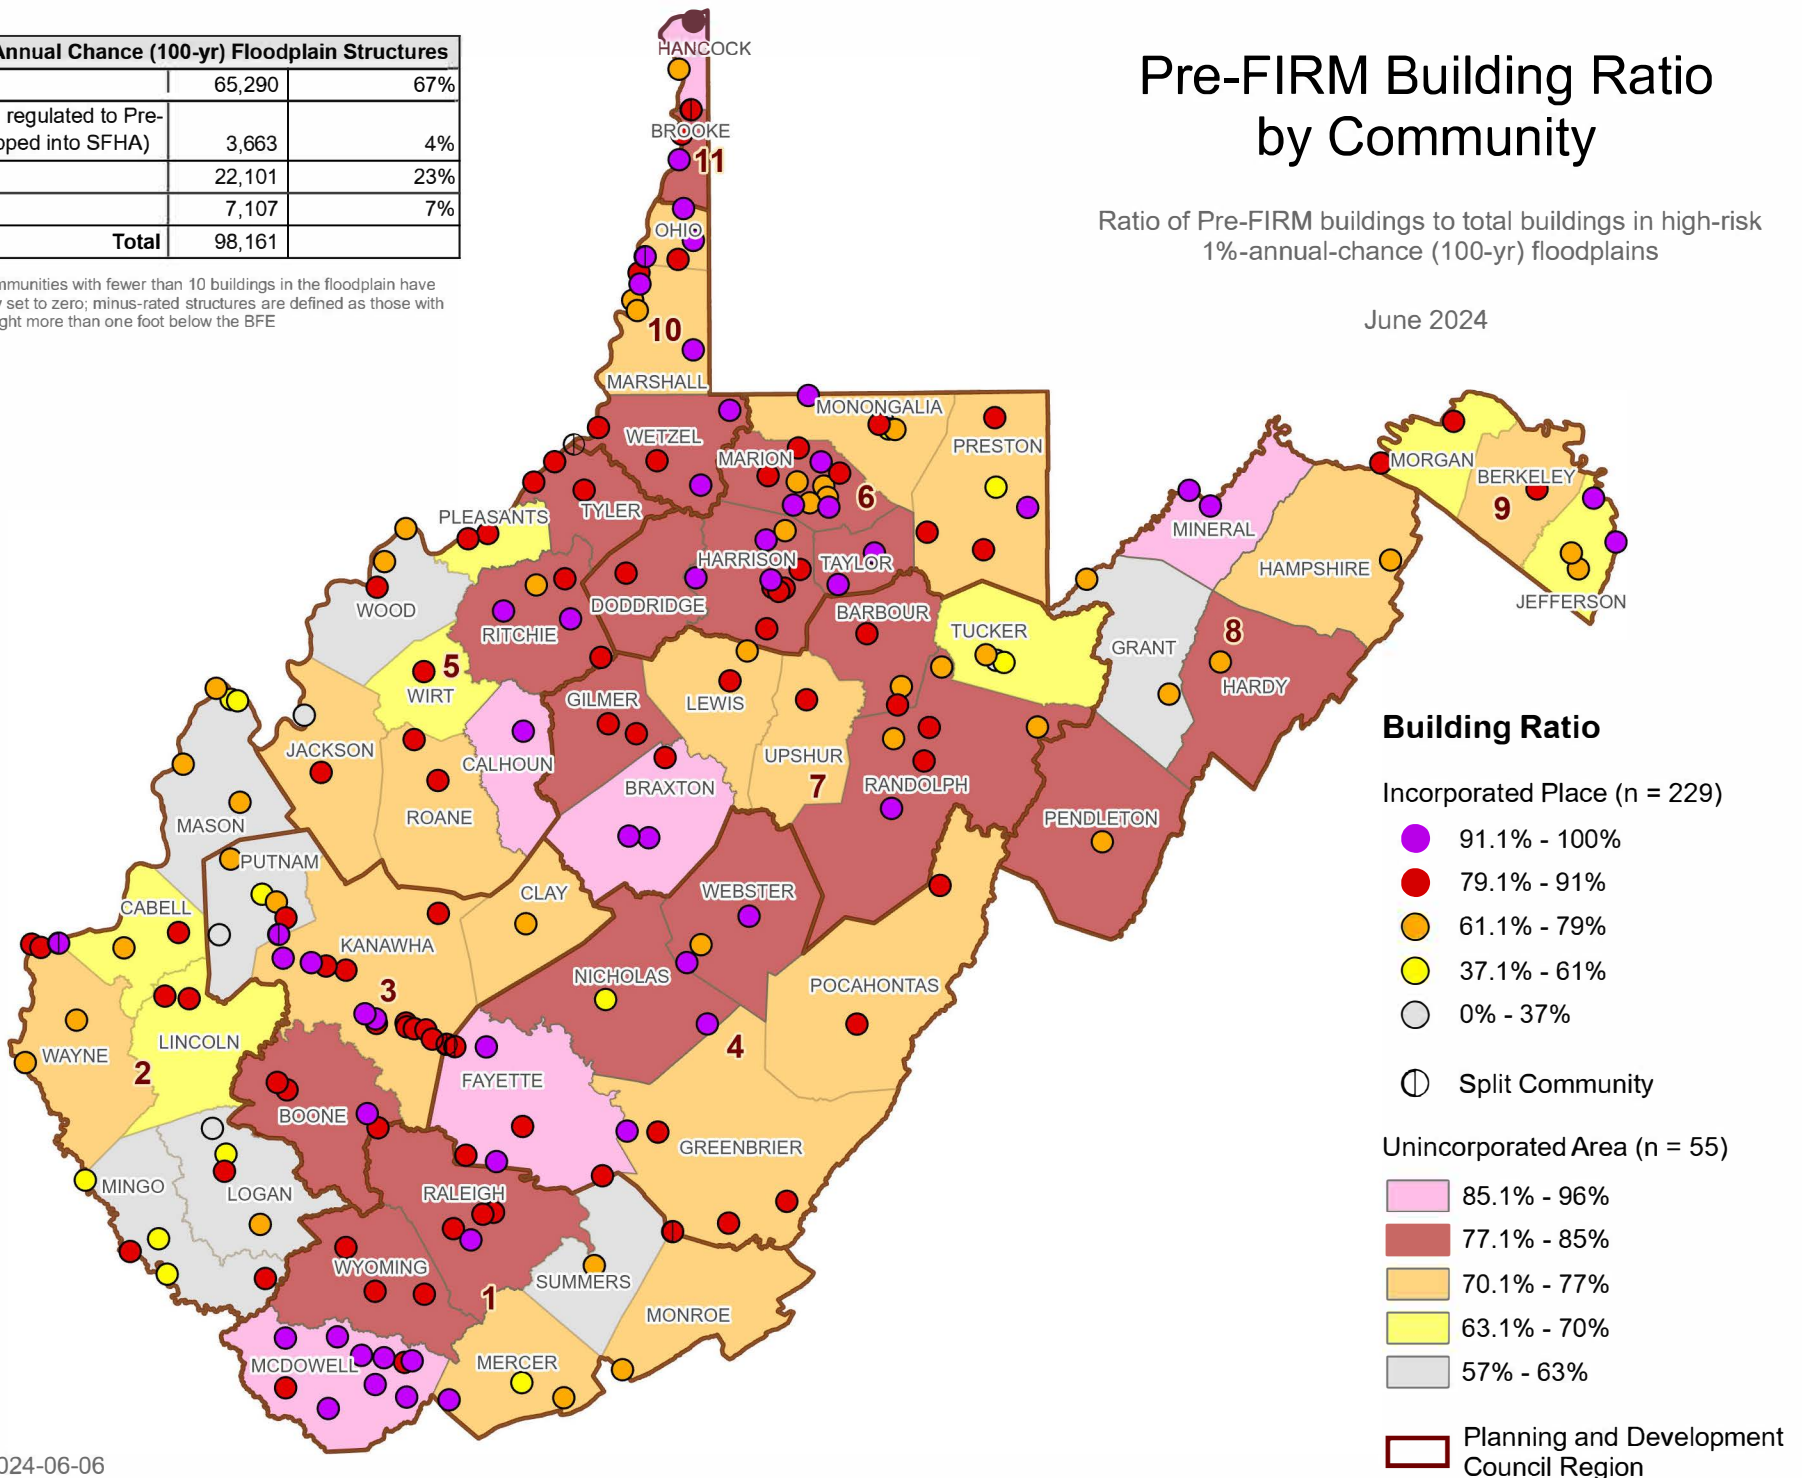 Annual Chance (100-yr) Floodplain Structures
65,290 67%
regulated to Pre-
pped into SFHA) 3,663 4%
22,101 23%
7,107 7%
Total 98,161
mmunities with fewer than 10 buildings in the floodplain have
y set to zero; minus-rated structures are defined as those with
ght more than one foot below the BFE
Pre-FIRM Building Ratio
by Community
Ratio of Pre-FIRM buildings to total buildings in high-risk
1%-annual-chance (100-yr) floodplains
June 2024
HANCOCK
BROOKE
11
OHIO
10
MARSHALL
MONONGALIA
WETZEL
PRESTON
MARION
MORGAN
BERKELEY
6
9
TYLER
PLEASANTS
MINERAL
HARRISON
TAYLOR
HAMPSHIRE
WOOD
DODDRIDGE
BARBOUR
JEFFERSON
RITCHIE
TUCKER
8
GRANT
5
WIRT
HARDY
GILMER
LEWIS
JACKSON
UPSHUR
CALHOUN
7
RANDOLPH
BRAXTON
ROANE
PENDLETON
MASON
PUTNAM
CLAY
WEBSTER
CABELL
KANAWHA
NICHOLAS
POCAHONTAS
3
LINCOLN
4
WAYNE
2
FAYETTE
BOONE
GREENBRIER
MINGO
LOGAN
RALEIGH
WYOMING
SUMMERS
1
MONROE
MCDOWELL
MERCER
Building Ratio
Incorporated Place (n = 229)
91.1% - 100%
79.1% - 91%
61.1% - 79%
37.1% - 61%
0% - 37%
Split Community
Unincorporated Area (n = 55)
85.1% - 96%
77.1% - 85%
70.1% - 77%
63.1% - 70%
57% - 63%
Planning and Development
Council Region
024-06-06